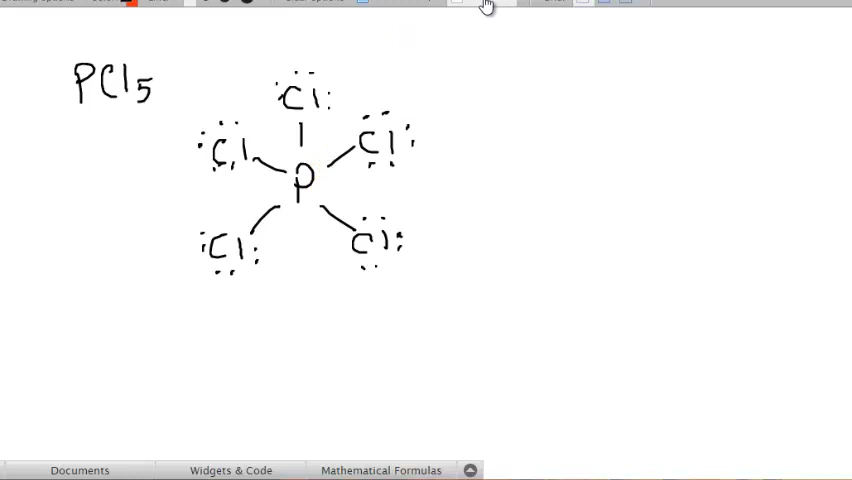 PCl5
Cl
Cl Cl
P
Cl Cl
Documents Widgets & Code Mathematical Formulas